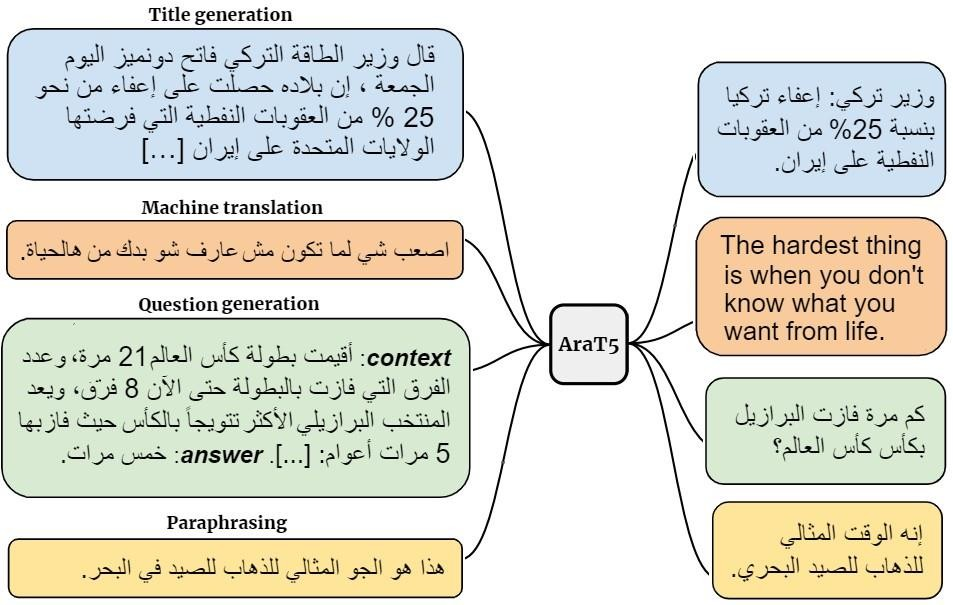 Title generation
قال وزير الطاقة التركي فاتح دونميز اليوم
الجمعة ، إن بلاده حصلت على إعفاء من نحو
25 % من العقوبات النفطية التي فرضتها
الولايات المتحدة على إيران [...]
Machine translation
اصعب شي لما تكون مش عارف شو بدك من هالحياة.
Question generation
context: أقيمت بطولة كأس العالم 21 مرة، وعدد
الفرق التي فازت بالبطولة حتى الآن 8 فرق، ويعد
المنتخب البرازيلي الأكثر تتويجاً بالكأس حيث فاز بها
5 مرات أعوام: [...]. answer: خمس مرات.
Paraphrasing
هذا هو الجو المثالي للذهاب للصيد في البحر.
AraT5
وزير تركي: إعفاء تركيا
بنسبة 25% من العقوبات
النفطية على إيران.
The hardest thing
is when you don't
know what you
want from life.
كم مرة فازت البرازيل
بكأس كأس العالم؟
إنه الوقت المثالي
للذهاب للصيد البحري.